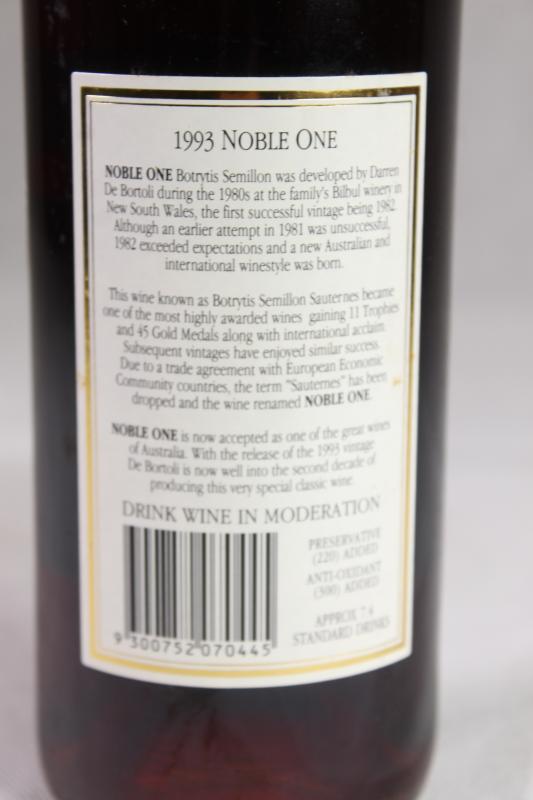 1993 NOBLE ONE
NOBLE ONE Botrytis Semillon was developed by Darren
De Bortoli during the 1980s at the family's Bilbul winery in
New South Wales, the first successful vintage being 1982.
Although an earlier attempt in 1981 was unsuccessful,
1982 exceeded expectations and a new Australian and
international winestyle was born.
This wine known as Botrytis Semillon Sauternes became
one of the most highly awarded wines gaining 11 Trophies
and 45 Gold Medals along with international acclaim.
Subsequent vintages have enjoyed similar success.
Due to a trade agreement with European Economic
Community countries, the term "Sauternes" has been
dropped and the wine renamed NOBLE ONE.
NOBLE ONE is now accepted as one of the great wines
of Australia. With the release of the 1993 vintage
De Bortoli is now well into the second decade of
producing this very special classic wine.
DRINK WINE IN MODERATION
PRESERVATIVE
(220) ADDED
ANTI-OXIDANT
(300) ADDED
APPROX 7.4
STANDARD DRINKS
9 300752 070445